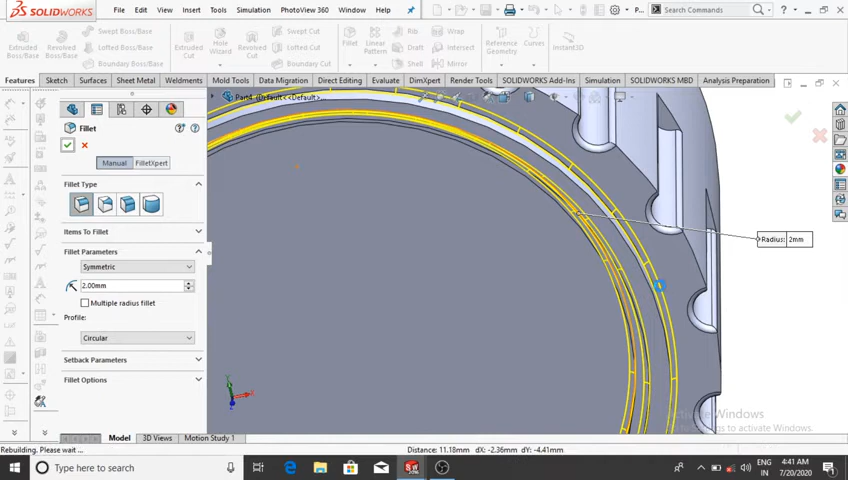 SOLIDWORKS File Edit View Insert Tools Simulation PhotoView 360 Window Help P... Search Commands
Extruded Boss/Base Revolved Boss/Base Swept Boss/Base Lofted Boss/Base Boundary Boss/Base Extruded Cut Hole Wizard Revolved Cut Swept Cut Lofted Cut Boundary Cut Fillet Linear Pattern Rib Draft Shell Wrap Intersect Mirror Reference Geometry Curves Instant3D
Features Sketch Surfaces Sheet Metal Weldments Mold Tools Data Migration Direct Editing Evaluate DimXpert Render Tools SOLIDWORKS Add-Ins Simulation SOLIDWORKS MBD Analysis Preparation
Part4 (Default<<Default>...
Fillet
Manual FilletXpert
Fillet Type
Items To Fillet
Fillet Parameters
Symmetric
2.00mm
Multiple radius fillet
Profile:
Circular
Setback Parameters
Fillet Options
Radius: 2mm
Activate Windows
Model 3D Views Motion Study 1
Rebuilding. Please wait ... Distance: 11.18mm dX: -2.36mm dY: -4.41mm
Type here to search
ENG
IN
4:41 AM
7/20/2020